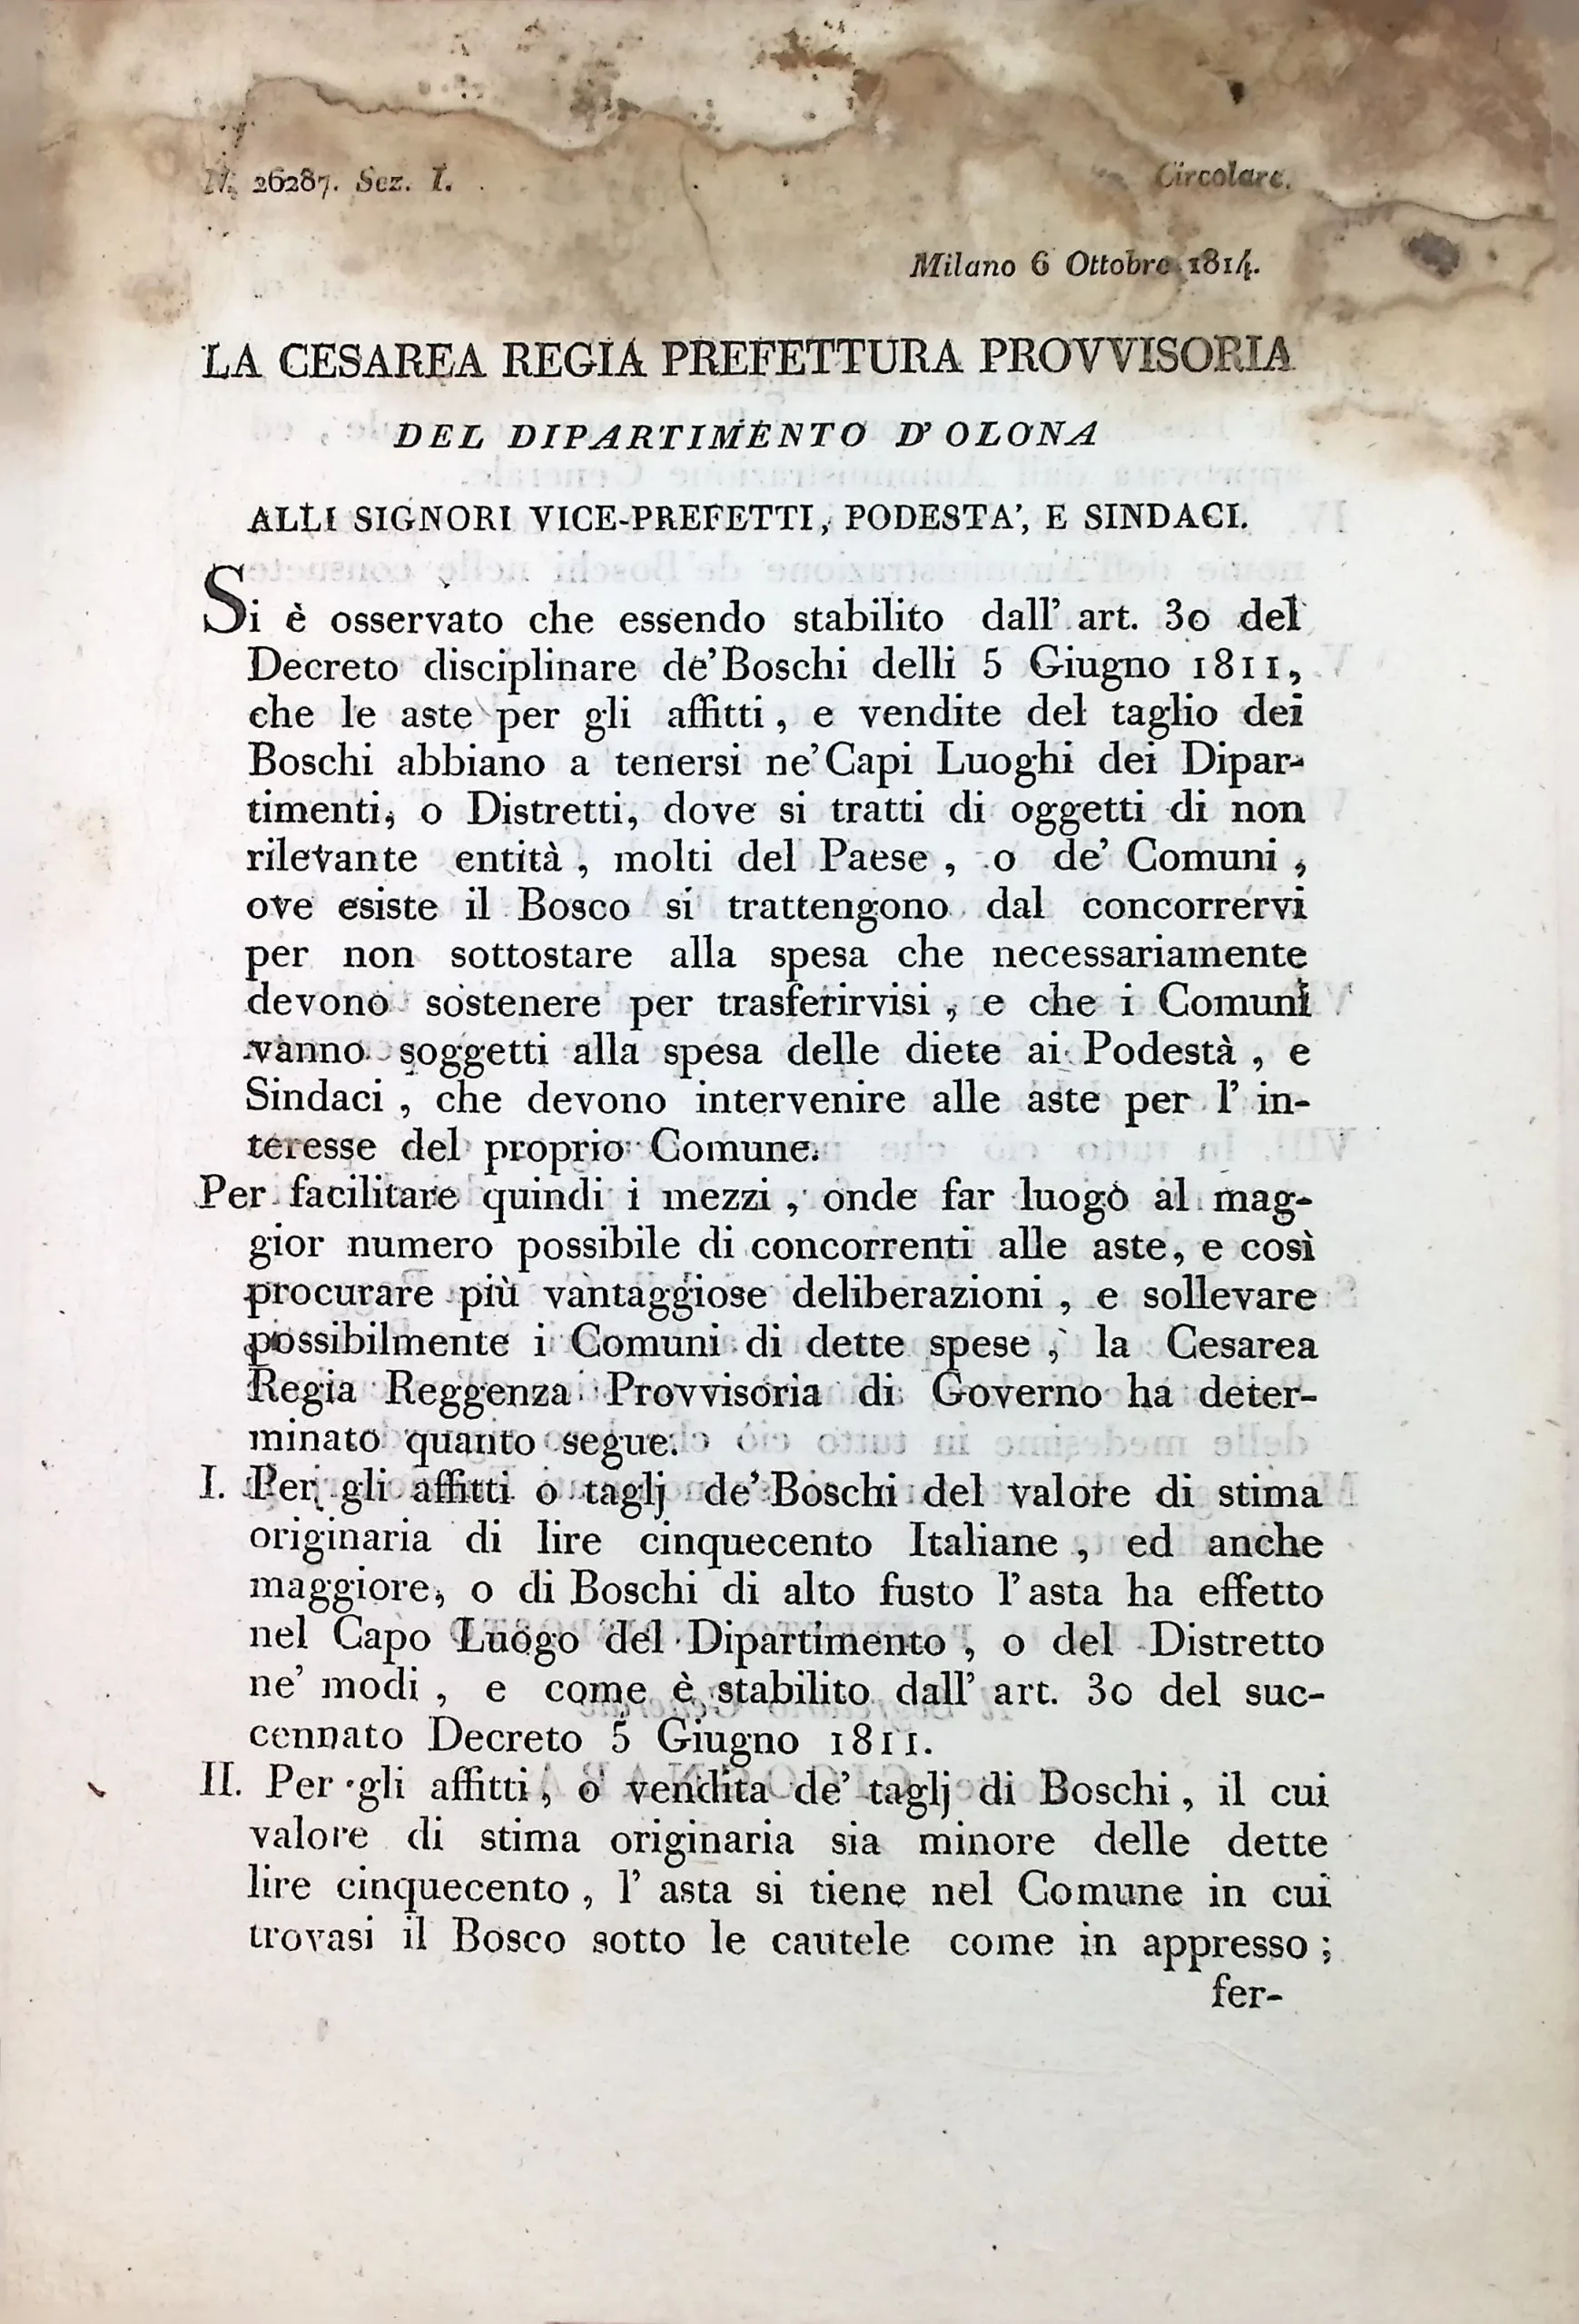 N. 26287. Sez. I.
Circolare.
Milano 6 Ottobre 1814.
LA CESAREA REGIA PREFETTURA PROVVISORIA
DEL DIPARTIMENTO D'OLONA
ALLI SIGNORI VICE-PREFETTI, PODESTA', E SINDACI.
Si è osservato che essendo stabilito dall' art. 30 del
Decreto disciplinare de' Boschi delli 5 Giugno 1811,
che le aste per gli affitti, e vendite del taglio dei
Boschi abbiano a tenersi ne' Capi Luoghi dei Dipar-
timenti, o Distretti, dove si tratti di oggetti di non
rilevante entità, molti del Paese, o de' Comuni,
ove esiste il Bosco si trattengono dal concorrervi
per non sottostare alla spesa che necessariamente
devono sostenere per trasferirvisi, e che i Comuni
vanno soggetti alla spesa delle diete ai Podestà, e
Sindaci, che devono intervenire alle aste per l' in-
teresse del proprio Comune.
Per facilitare quindi i mezzi, onde far luogo al mag-
gior numero possibile di concorrenti alle aste, e così
procurare più vantaggiose deliberazioni, e sollevare
possibilmente i Comuni di dette spese, la Cesarea
Regia Reggenza Provvisoria di Governo ha deter-
minato quanto segue.
I. Per gli affitti o taglj de' Boschi del valore di stima
originaria di lire cinquecento Italiane, ed anche
maggiore, o di Boschi di alto fusto l'asta ha effetto
nel Capo Luogo del Dipartimento, o del Distretto
ne' modi, e come è stabilito dall' art. 30 del suc-
cennato Decreto 5 Giugno 1811.
II. Per gli affitti, o vendita de' taglj di Boschi, il cui
valore di stima originaria sia minore delle dette
lire cinquecento, l' asta si tiene nel Comune in cui
trovasi il Bosco sotto le cautele come in appresso;
fer-